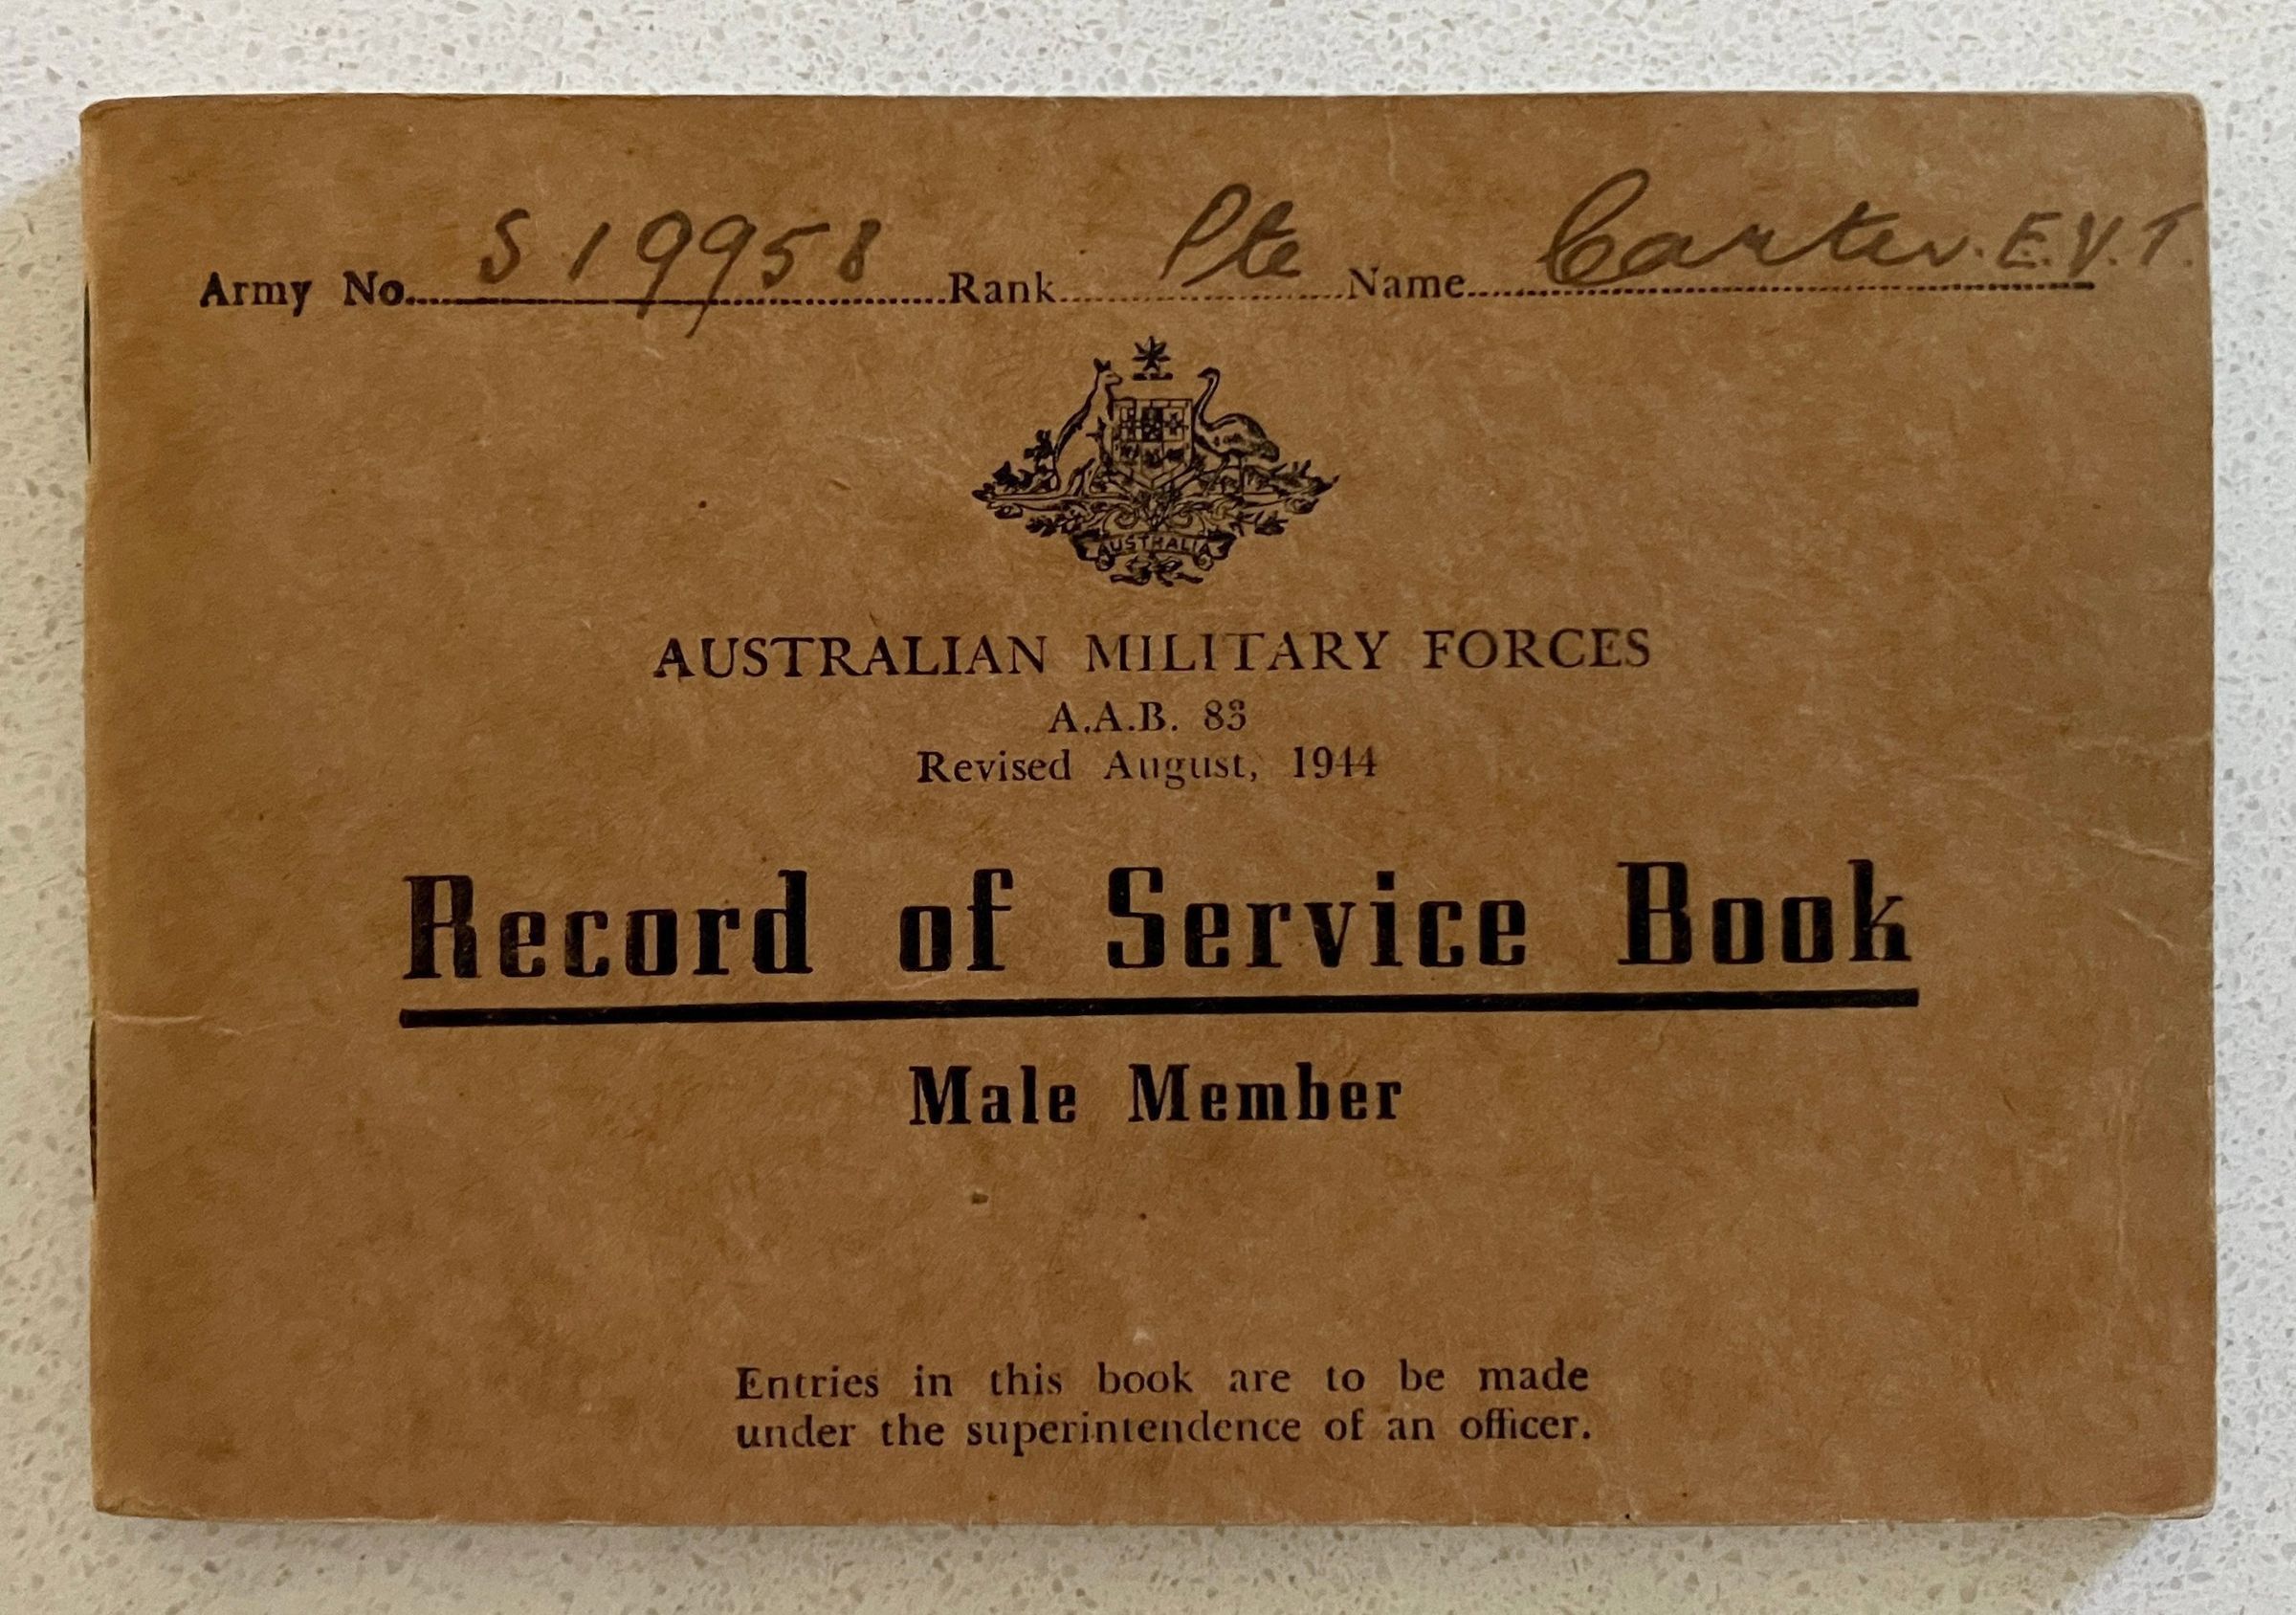 Army No. S19958 Rank Pte Name Carter. E.V.T.
AUSTRALIA
AUSTRALIAN MILITARY FORCES
A.A.B. 83
Revised August, 1944
Record of Service Book
Male Member
Entries in this book are to be made
under the superintendence of an officer.